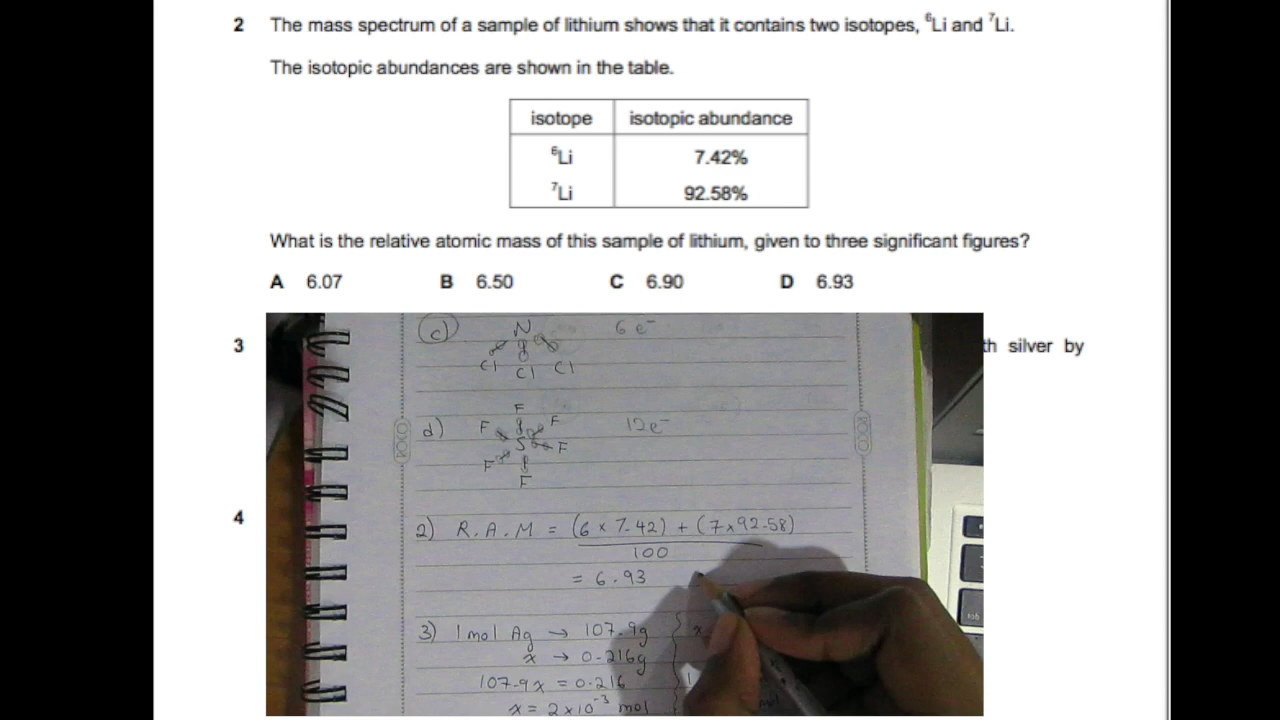 2 The mass spectrum of a sample of lithium shows that it contains two isotopes, ⁶Li and ⁷Li.
The isotopic abundances are shown in the table.
isotope isotopic abundance
⁶Li 7.42%
⁷Li 92.58%
What is the relative atomic mass of this sample of lithium, given to three significant figures?
A 6.07 B 6.50 C 6.90 D 6.93
3
th silver by
4
c) N 6 e⁻
Cl Cl Cl
d) F
F F 12e⁻
S F
F
F
2) R.A.M = (6 × 7.42) + (7 × 92.58)
100
= 6.93
3) 1 mol Ag → 107.9g
x → 0.216g
107.9x = 0.216
x = 2 × 10⁻³ mol